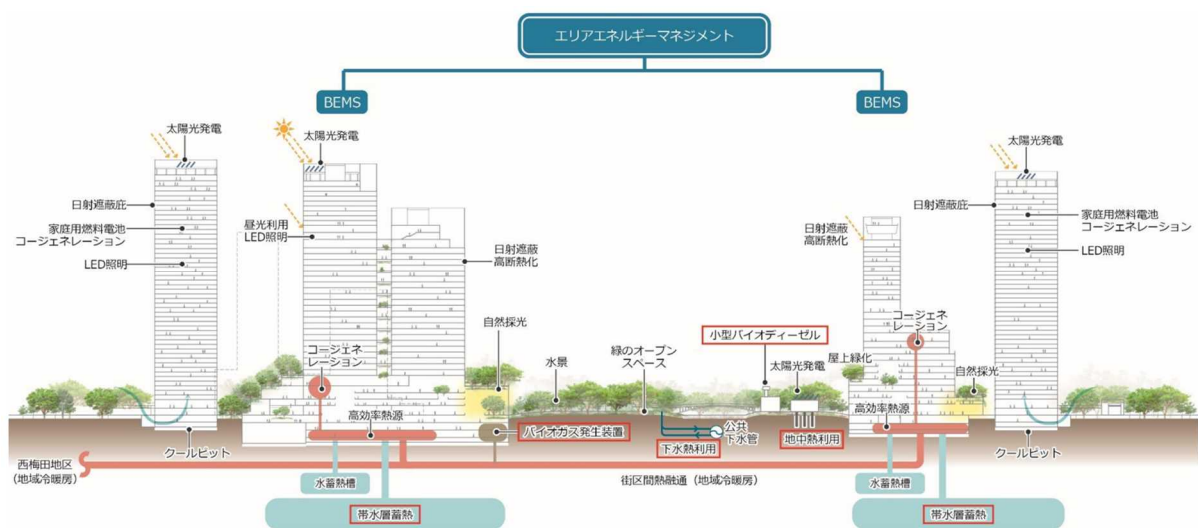 エリアエネルギーマネジメント
BEMS
BEMS
太陽光発電
日射遮蔽庇
家庭用燃料電池
コージェネレーション
LED照明
クールピット
太陽光発電
昼光利用
LED照明
日射遮蔽
高断熱化
コージェネ
レーション
高効率熱源
自然採光
バイオガス発生装置
水景
緑のオープン
スペース
小型バイオディーゼル
太陽光発電
公共
下水管
下水熱利用
地中熱利用
日射遮蔽
高断熱化
コージェネ
レーション
屋上緑化
高効率熱源
自然採光
太陽光発電
日射遮蔽庇
家庭用燃料電池
コージェネレーション
LED照明
クールピット
西梅田地区
（地域冷暖房）
水蓄熱槽
帯水層蓄熱
街区間熱融通（地域冷暖房）
水蓄熱槽
帯水層蓄熱